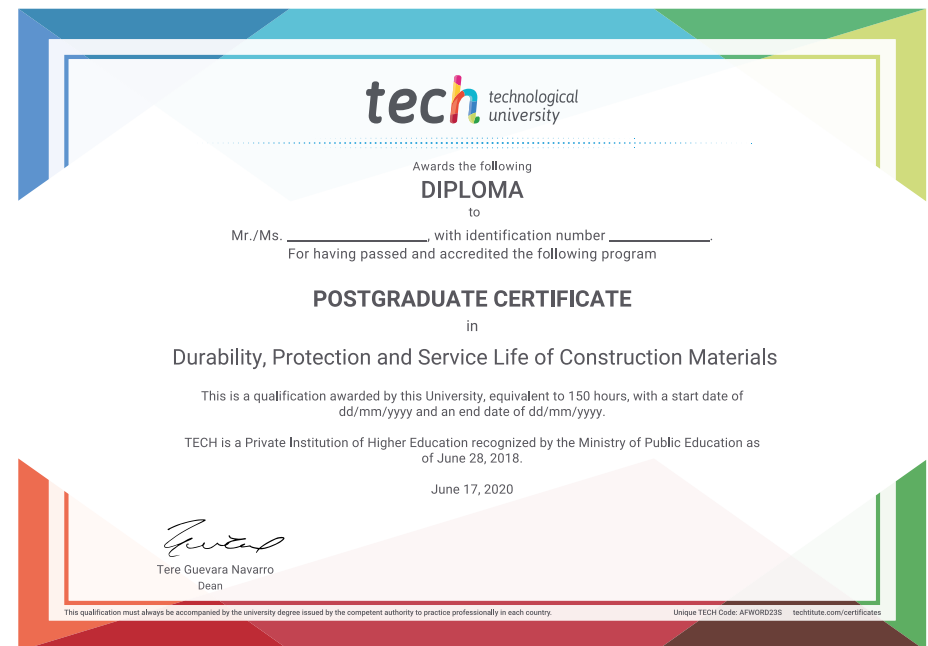 tech technological
university
Awards the following
DIPLOMA
to
Mr./Ms. ____________________, with identification number ______________.
For having passed and accredited the following program
POSTGRADUATE CERTIFICATE
in
Durability, Protection and Service Life of Construction Materials
This is a qualification awarded by this University, equivalent to 150 hours, with a start date of
dd/mm/yyyy and an end date of dd/mm/yyyy.
TECH is a Private Institution of Higher Education recognized by the Ministry of Public Education as
of June 28, 2018.
June 17, 2020
Tere Guevara Navarro
Dean
This qualification must always be accompanied by the university degree issued by the competent authority to practice professionally in each country. Unique TECH Code: AFWORD23S techtitute.com/certificates